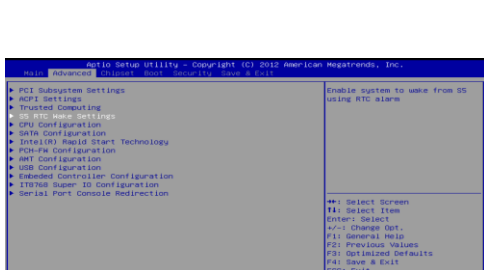 Aptio Setup Utility - Copyright (C) 2012 American Megatrends, Inc.
Main Advanced Chipset Boot Security Save & Exit
PCI Subsystem Settings
ACPI Settings
Trusted Computing
S5 RTC Wake Settings
CPU Configuration
SATA Configuration
Intel(R) Rapid Start Technology
PCH-FW Configuration
AMT Configuration
USB Configuration
Embeded Controller Configuration
IT8768 Super IO Configuration
Serial Port Console Redirection
Enable system to wake from S5
using RTC alarm
→←: Select Screen
↑↓: Select Item
Enter: Select
+/-: Change Opt.
F1: General Help
F2: Previous Values
F3: Optimized Defaults
F4: Save & Exit
ESC: Exit